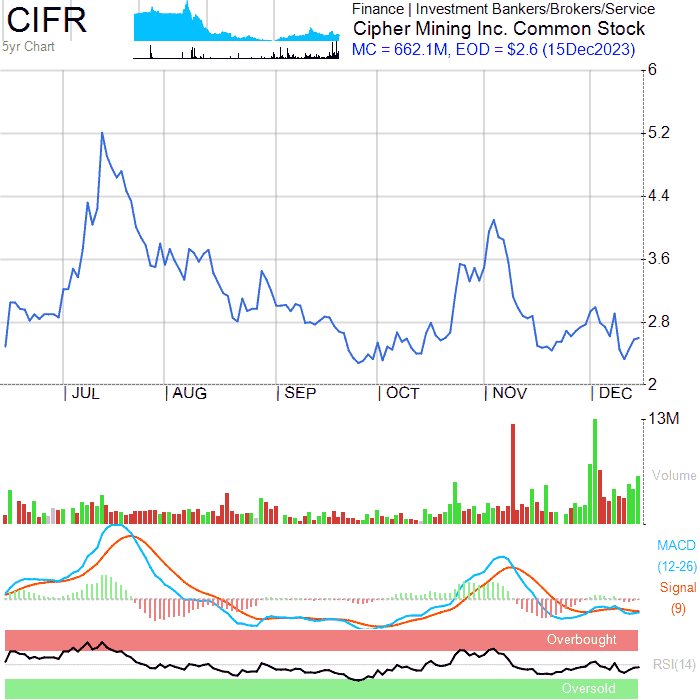 CIFR
5yr Chart
Finance | Investment Bankers/Brokers/Service
Cipher Mining Inc. Common Stock
MC = 662.1M, EOD = $2.6 (15Dec2023)
6
5.2
4.4
3.6
2.8
2
JUL AUG SEP OCT NOV DEC
13M
Volume
MACD
(12-26)
Signal
(9)
Overbought
RSI(14)
Oversold